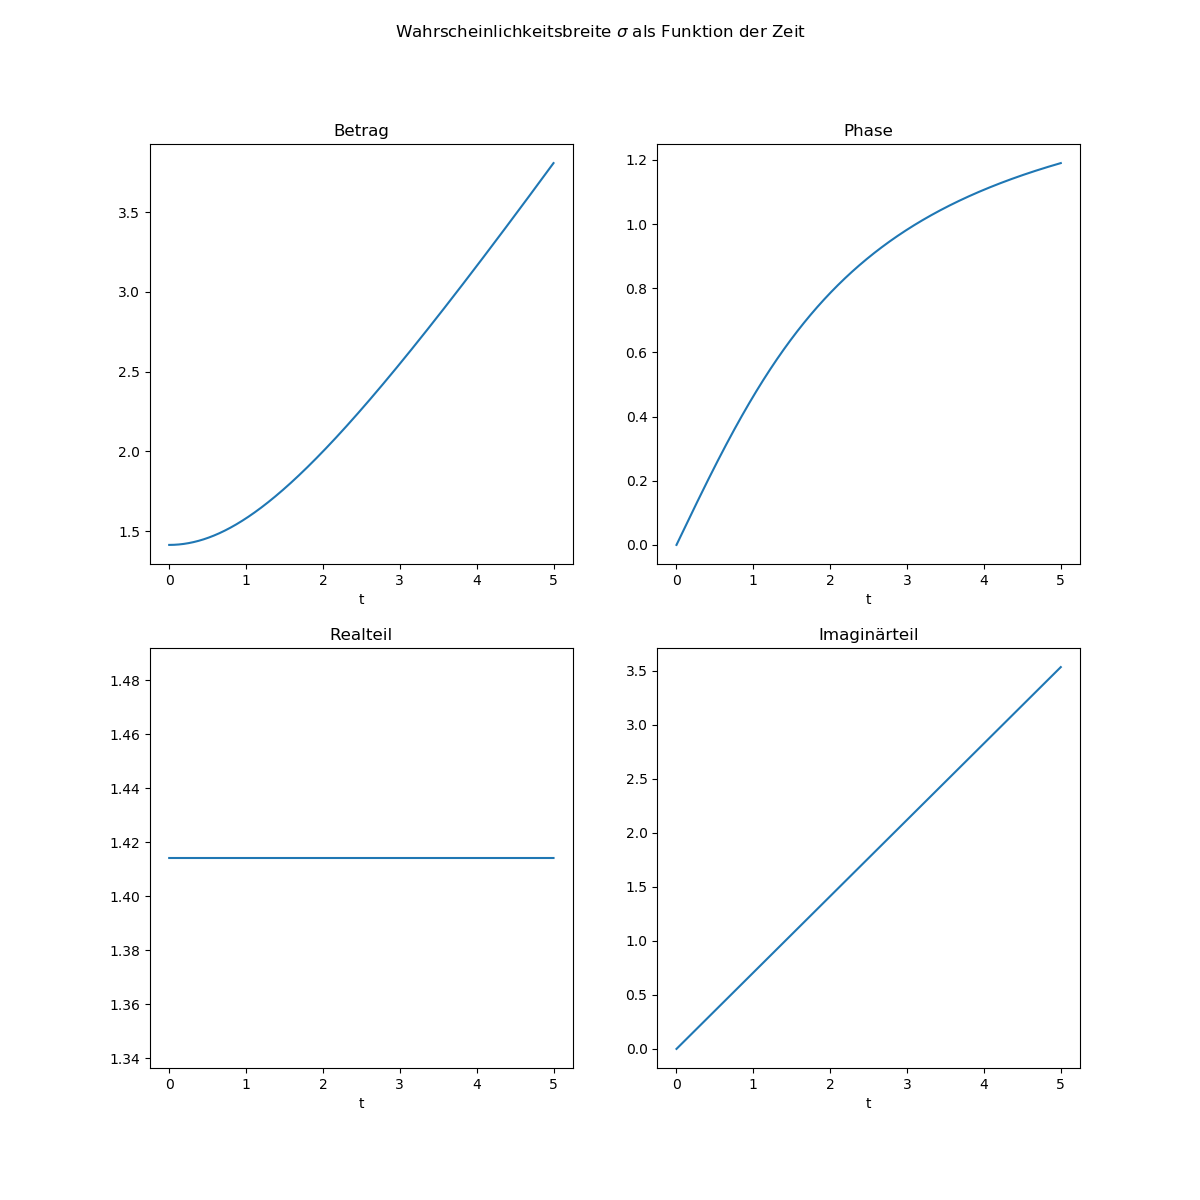 Wahrscheinlichkeitsbreite σ als Funktion der Zeit
Betrag
3.5
3.0
2.5
2.0
1.5
0 1 2 3 4 5
t
Phase
1.2
1.0
0.8
0.6
0.4
0.2
0.0
0 1 2 3 4 5
t
Realteil
1.48
1.46
1.44
1.42
1.40
1.38
1.36
1.34
0 1 2 3 4 5
t
Imaginärteil
3.5
3.0
2.5
2.0
1.5
1.0
0.5
0.0
0 1 2 3 4 5
t